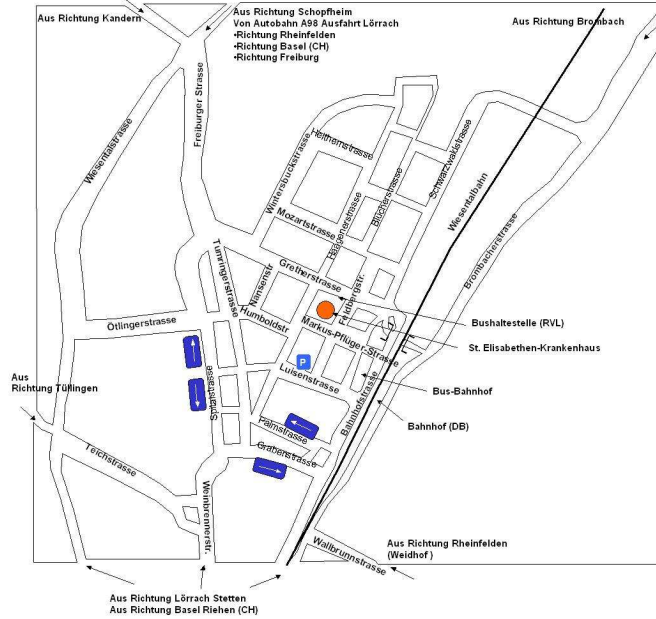 Aus Richtung Kandern
Aus Richtung Schopfheim
Von Autobahn A98 Ausfahrt Lörrach
•Richtung Rheinfelden
•Richtung Basel (CH)
•Richtung Freiburg
Aus Richtung Brombach
Wiesentalstrasse
Freiburger Strasse
Wintersbuckstrasse
Helthernstrasse
Haagenerstrasse
Blücherstrasse
Schwarzwaldstrasse
Wiesentalbahn
Brombacherstrasse
Mozartstrasse
Tumringerstrasse
Nansenstr
Gretherstrasse
Feldbergstr.
Humboldtstr
Markus-Pflüger-Strasse
Ötlingerstrasse
Bushaltestelle (RVL)
St. Elisabethen-Krankenhaus
P
Luisenstrasse
Bus-Bahnhof
Aus
Richtung Tüllingen
Bahnhofstrasse
Bahnhof (DB)
Palmstrasse
Grabenstrasse
Teichstrasse
Weinbrennerstr.
Wallbrunnstrasse
Aus Richtung Rheinfelden
(Weidhof )
Aus Richtung Lörrach Stetten
Aus Richtung Basel Riehen (CH)